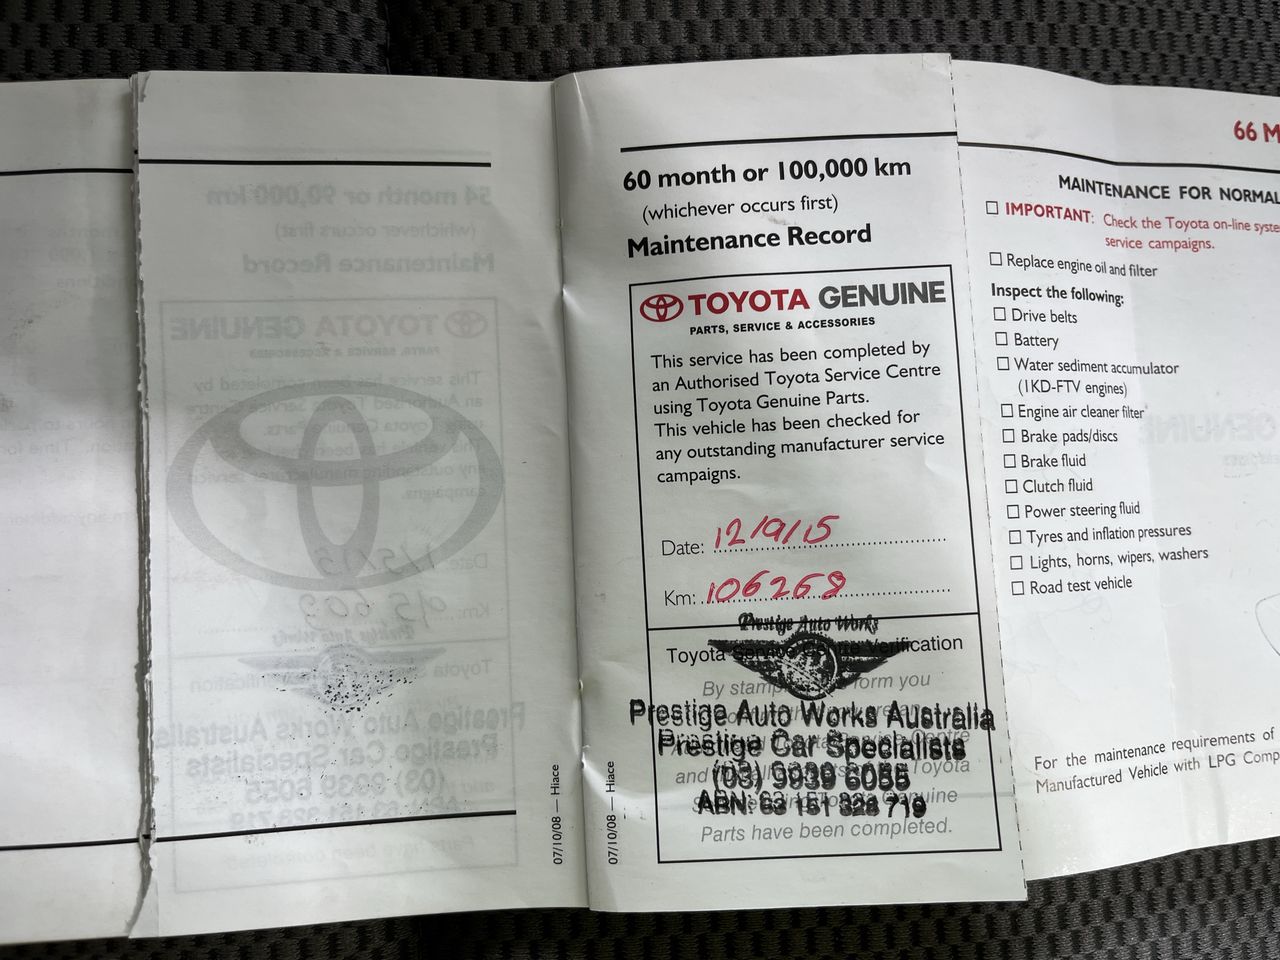 60 month or 100,000 km
(whichever occurs first)
Maintenance Record
TOYOTA GENUINE
PARTS, SERVICE & ACCESSORIES
This service has been completed by
an Authorised Toyota Service Centre
using Toyota Genuine Parts.
This vehicle has been checked for
any outstanding manufacturer service
campaigns.
Date: 12/9/15
Km: 106268
Prestige Auto Works
Toyota Service Centre Verification
By stamp form you
Prestige Auto Works Australia
Prestige Car Specialists
(03) 3939 6055
and Toyota
ABN: 63 151 328 719
Parts have been completed.
07/10/08 — Hiace
07/10/08 — Hiace
66 M
MAINTENANCE FOR NORMAL
IMPORTANT: Check the Toyota on-line syste
service campaigns.
Replace engine oil and filter
Inspect the following:
Drive belts
Battery
Water sediment accumulator
(1KD-FTV engines)
Engine air cleaner filter
Brake pads/discs
Brake fluid
Clutch fluid
Power steering fluid
Tyres and inflation pressures
Lights, horns, wipers, washers
Road test vehicle
For the maintenance requirements of
Manufactured Vehicle with LPG Comp